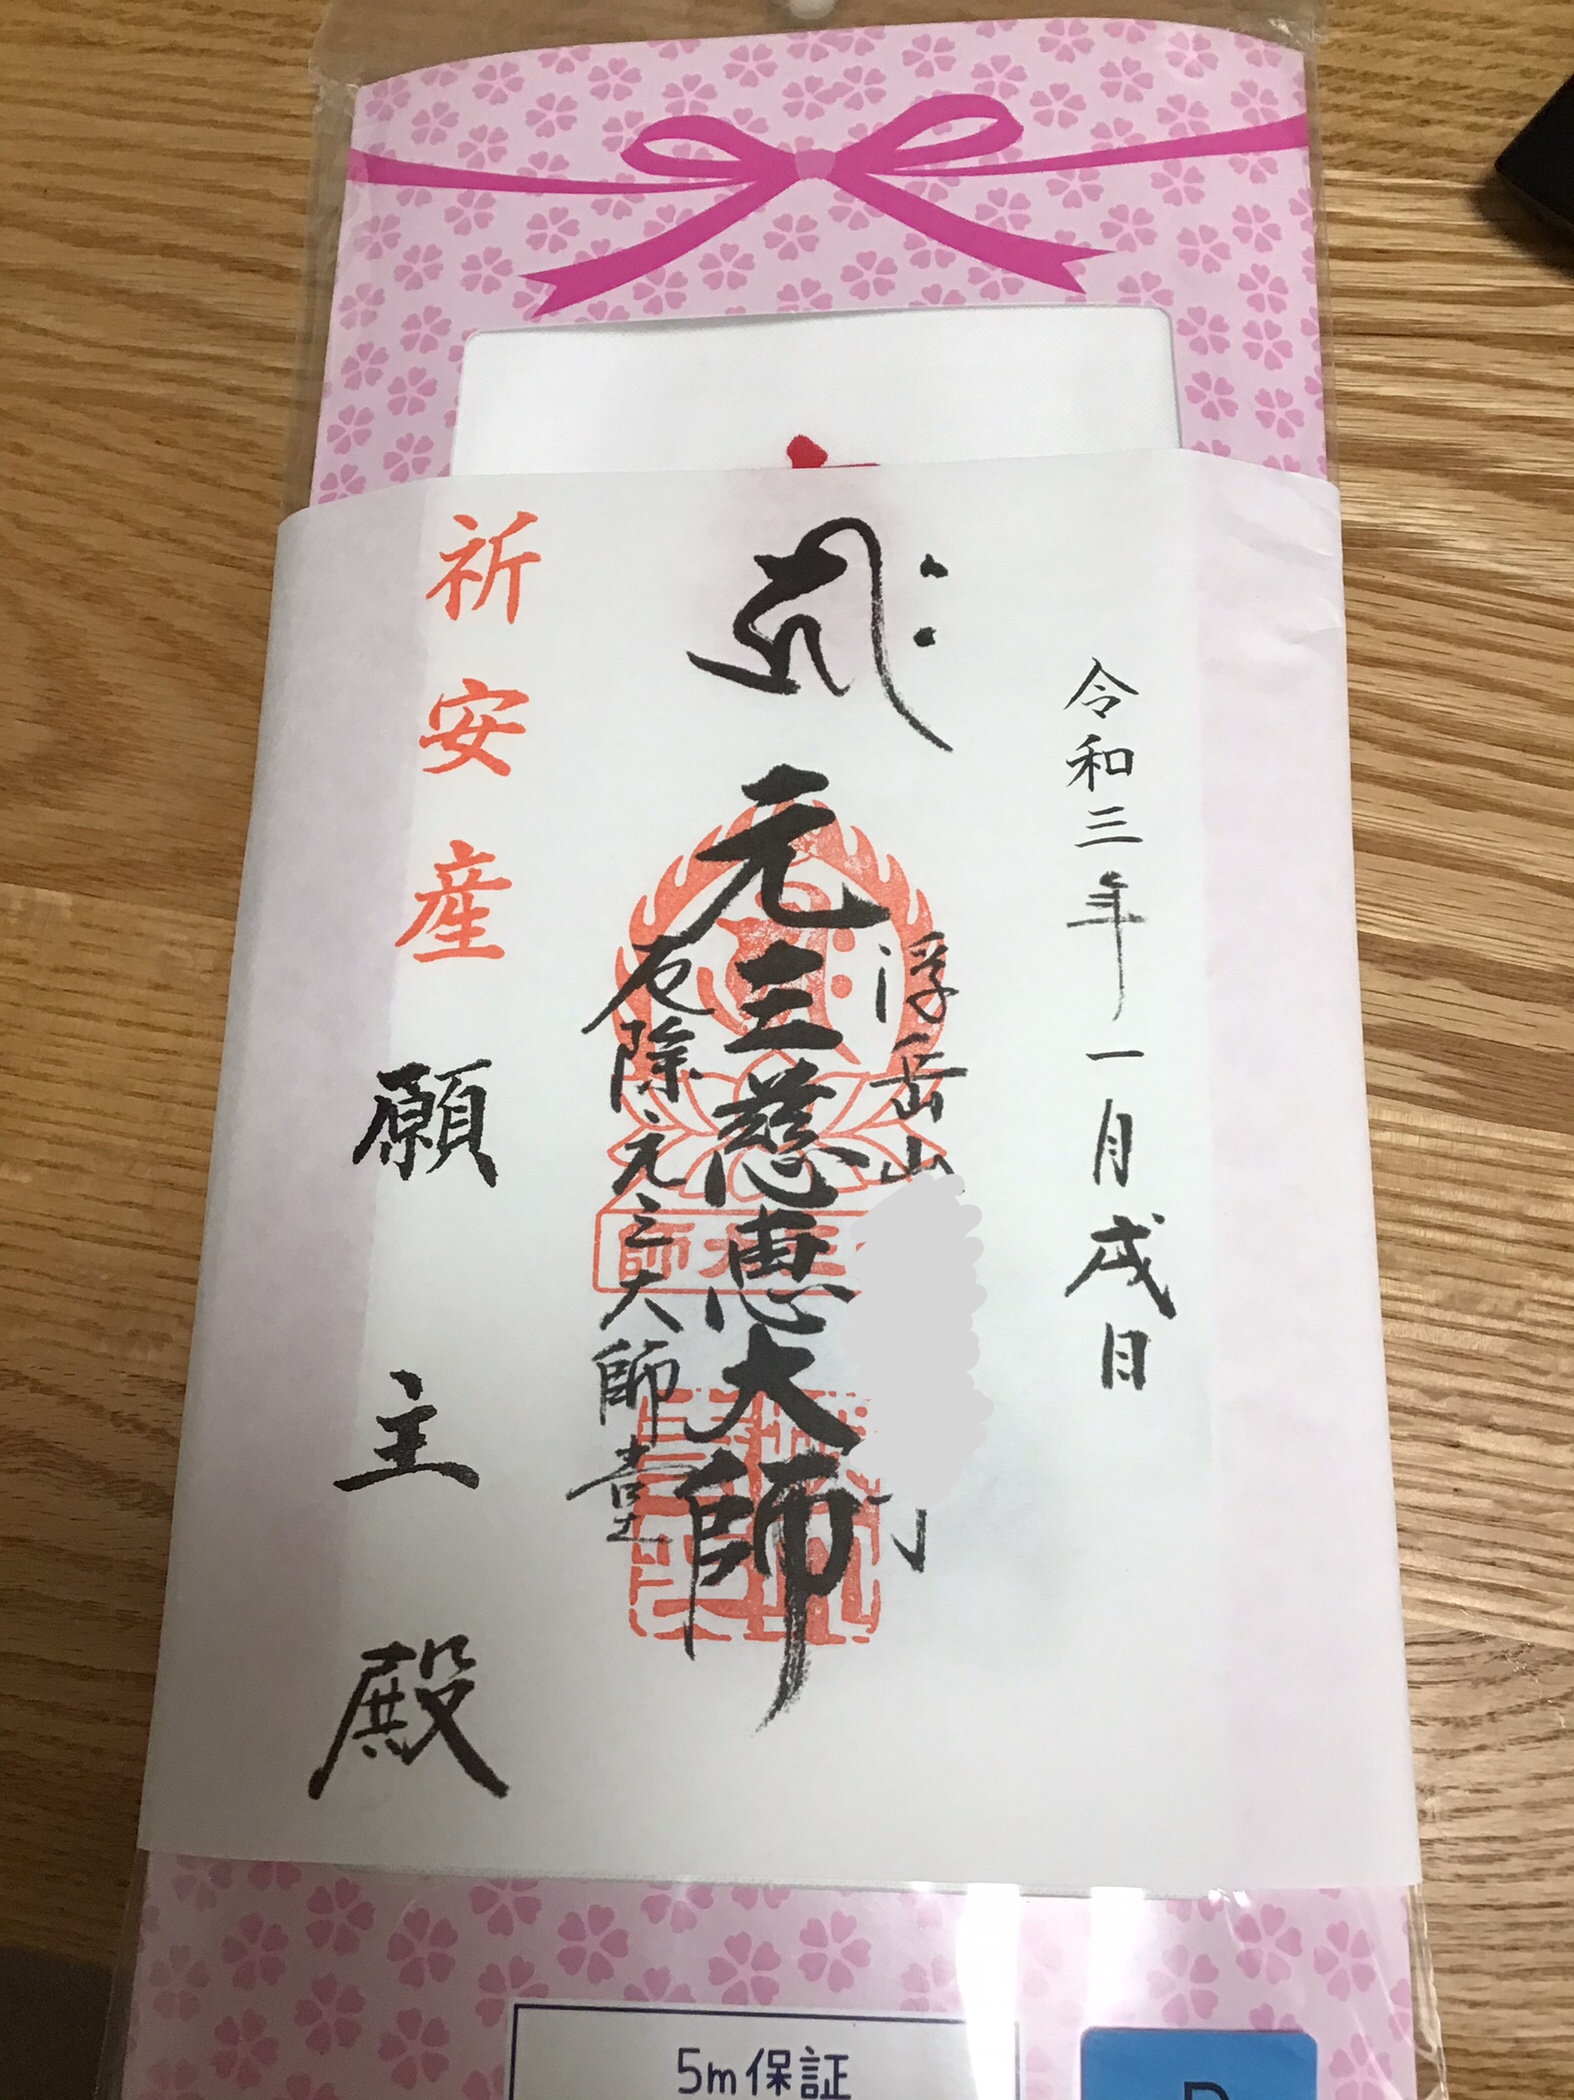 令和三年一月戌日
浮岳山
元三慈恵大師
厄除元三大師堂
祈安産
願主殿
5m保証